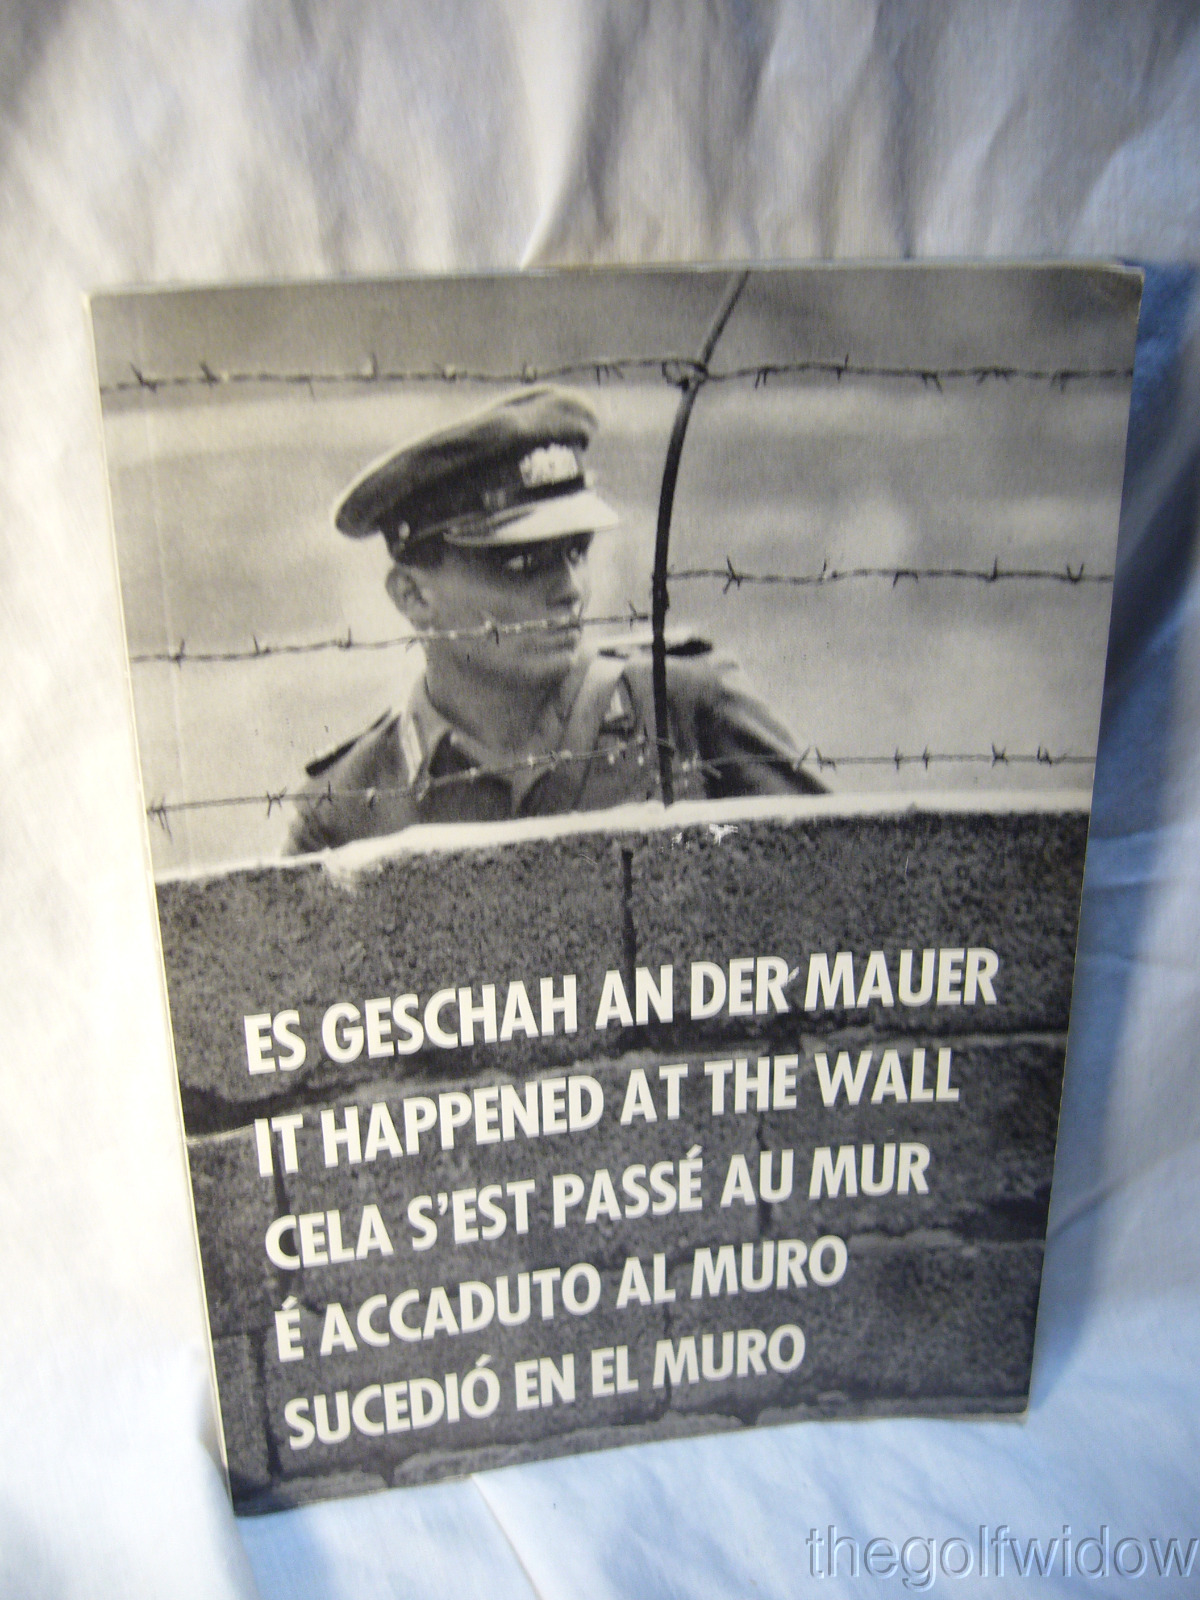 ES GESCHAH AN DER MAUER
IT HAPPENED AT THE WALL
CELA S'EST PASSÉ AU MUR
É ACCADUTO AL MURO
SUCEDIÓ EN EL MURO
thegolfwidow